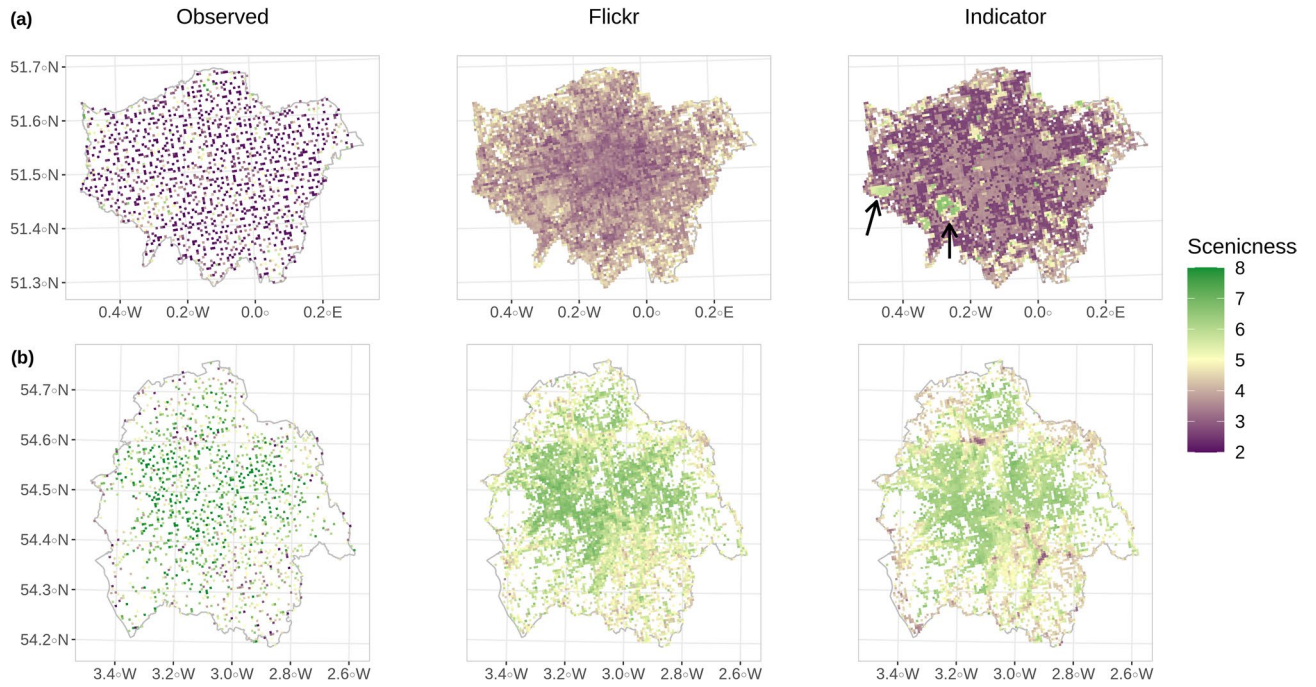 (a) Observed Flickr Indicator
51.7◦N
51.6◦N
51.5◦N
51.4◦N
51.3◦N
0.4◦W 0.2◦W 0.0◦ 0.2◦E 0.4◦W 0.2◦W 0.0◦ 0.2◦E 0.4◦W 0.2◦W 0.0◦ 0.2◦E
Scenicness
8
7
6
5
4
3
2
(b)
54.7◦N
54.6◦N
54.5◦N
54.4◦N
54.3◦N
54.2◦N
3.4◦W 3.2◦W 3.0◦W 2.8◦W 2.6◦W 3.4◦W 3.2◦W 3.0◦W 2.8◦W 2.6◦W 3.4◦W 3.2◦W 3.0◦W 2.8◦W 2.6◦W